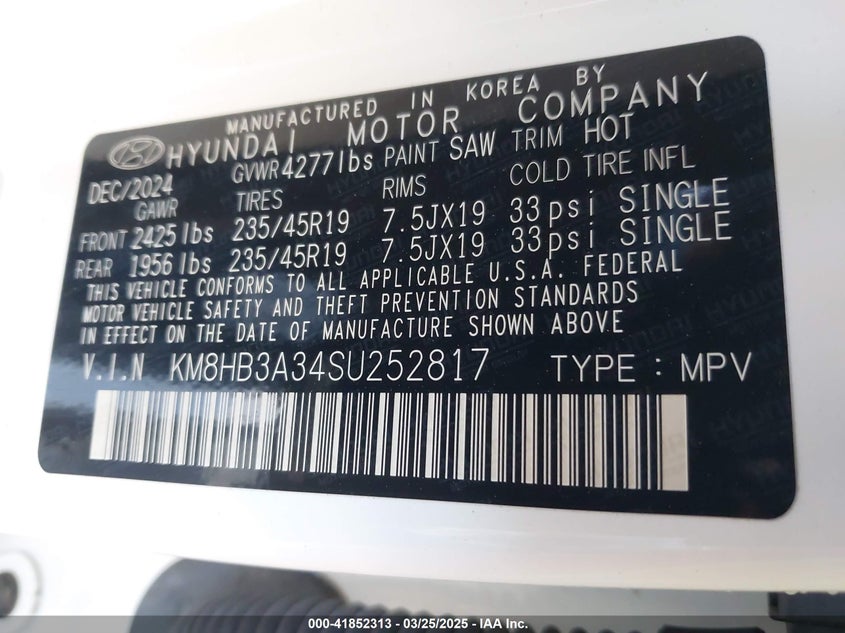 MANUFACTURED IN KOREA BY
HYUNDAI MOTOR COMPANY
DEC/2024 GVWR 4277lbs PAINT SAW TRIM HOT
GAWR TIRES RIMS COLD TIRE INFL
FRONT 2425 lbs 235/45R19 7.5JX19 33 psi SINGLE
REAR 1956 lbs 235/45R19 7.5JX19 33 psi SINGLE
THIS VEHICLE CONFORMS TO ALL APPLICABLE U.S.A. FEDERAL
MOTOR VEHICLE SAFETY AND THEFT PREVENTION STANDARDS
IN EFFECT ON THE DATE OF MANUFACTURE SHOWN ABOVE
V.I.N KM8HB3A34SU252817 TYPE : MPV
000-41852313 - 03/25/2025 - IAA Inc.